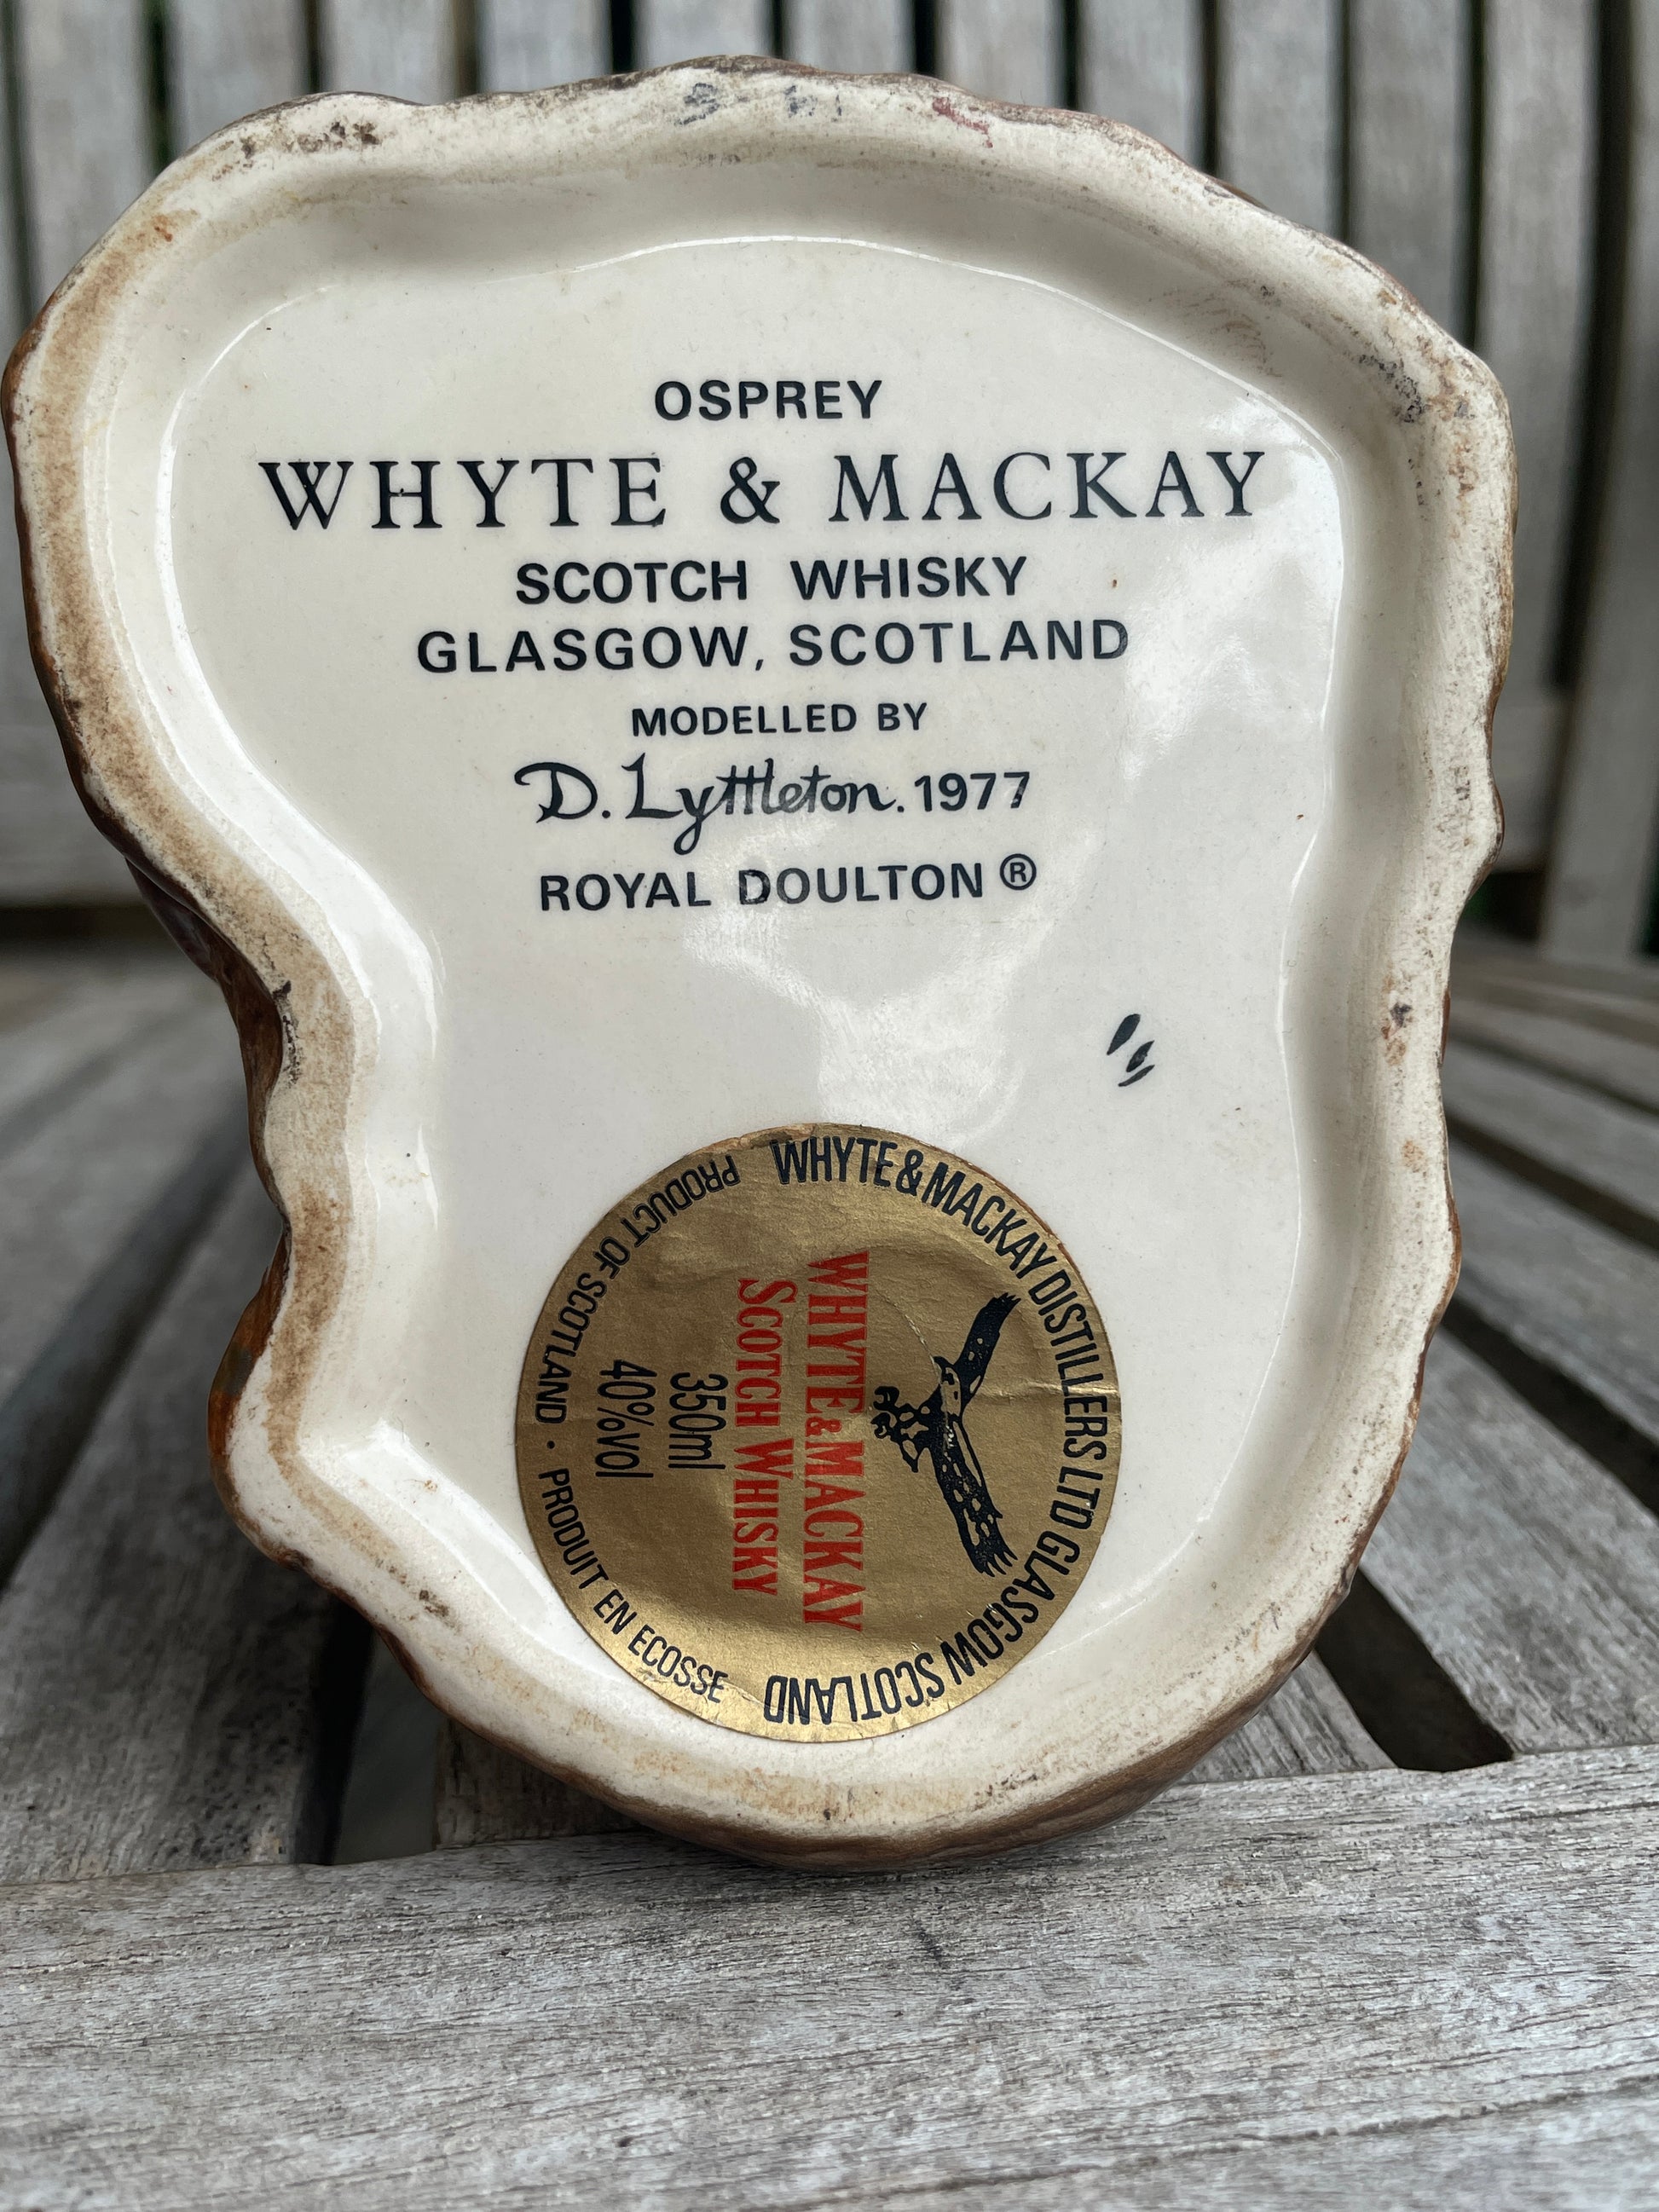 OSPREY
WHYTE & MACKAY
SCOTCH WHISKY
GLASGOW, SCOTLAND
MODELLED BY
D. Lyttleton. 1977
ROYAL DOULTON ®
WHYTE & MACKAY DISTILLERS LTD GLASGOW SCOTLAND
WHYTE & MACKAY
SCOTCH WHISKY
350ml
40%vol
PRODUCT OF SCOTLAND · PRODUIT EN ECOSSE